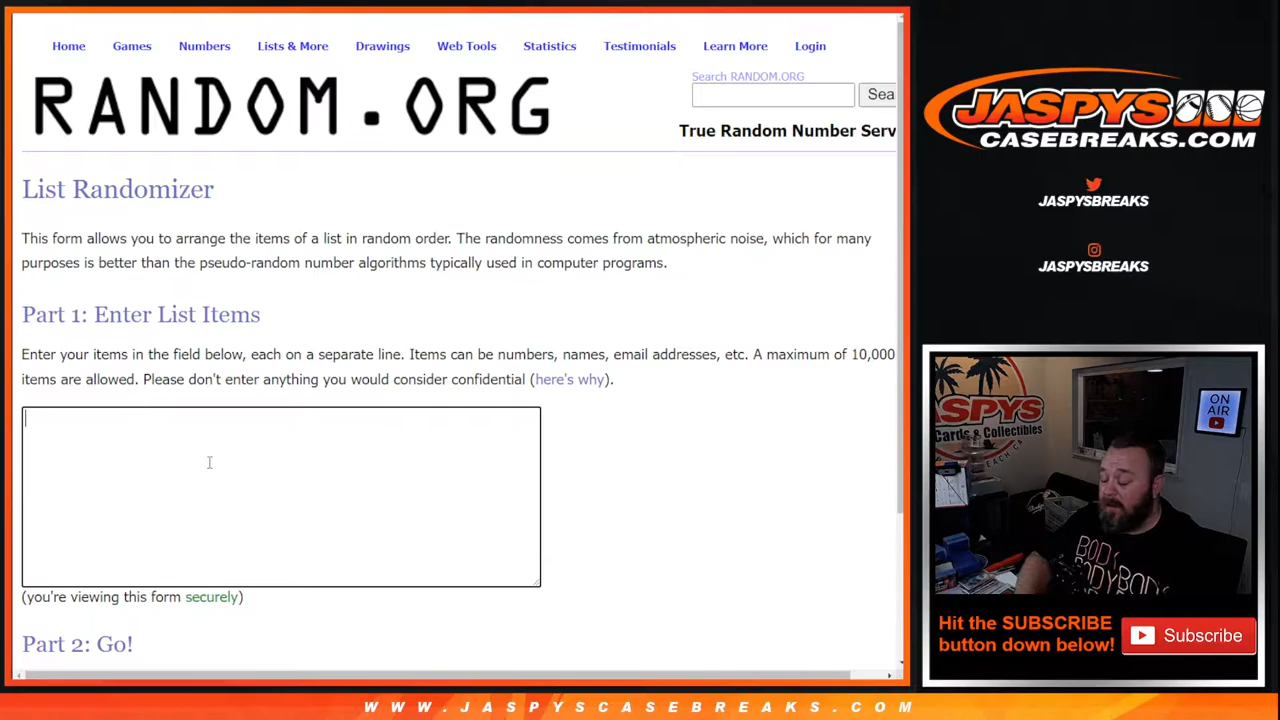 Home Games Numbers Lists & More Drawings Web Tools Statistics Testimonials Learn More Login
RANDOM.ORG
Search RANDOM.ORG
Sea
True Random Number Serv
List Randomizer
This form allows you to arrange the items of a list in random order. The randomness comes from atmospheric noise, which for many
purposes is better than the pseudo-random number algorithms typically used in computer programs.
Part 1: Enter List Items
Enter your items in the field below, each on a separate line. Items can be numbers, names, email addresses, etc. A maximum of 10,000
items are allowed. Please don't enter anything you would consider confidential (here's why).
(you're viewing this form securely)
Part 2: Go!
JASPYS
CASEBREAKS.COM
JASPYSBREAKS
JASPYSBREAKS
ASPYS
Cards & Collectibles
ON
AIR
BODY
Hit the SUBSCRIBE
button down below!
Subscribe
WWW.JASPYSCASEBREAKS.COM